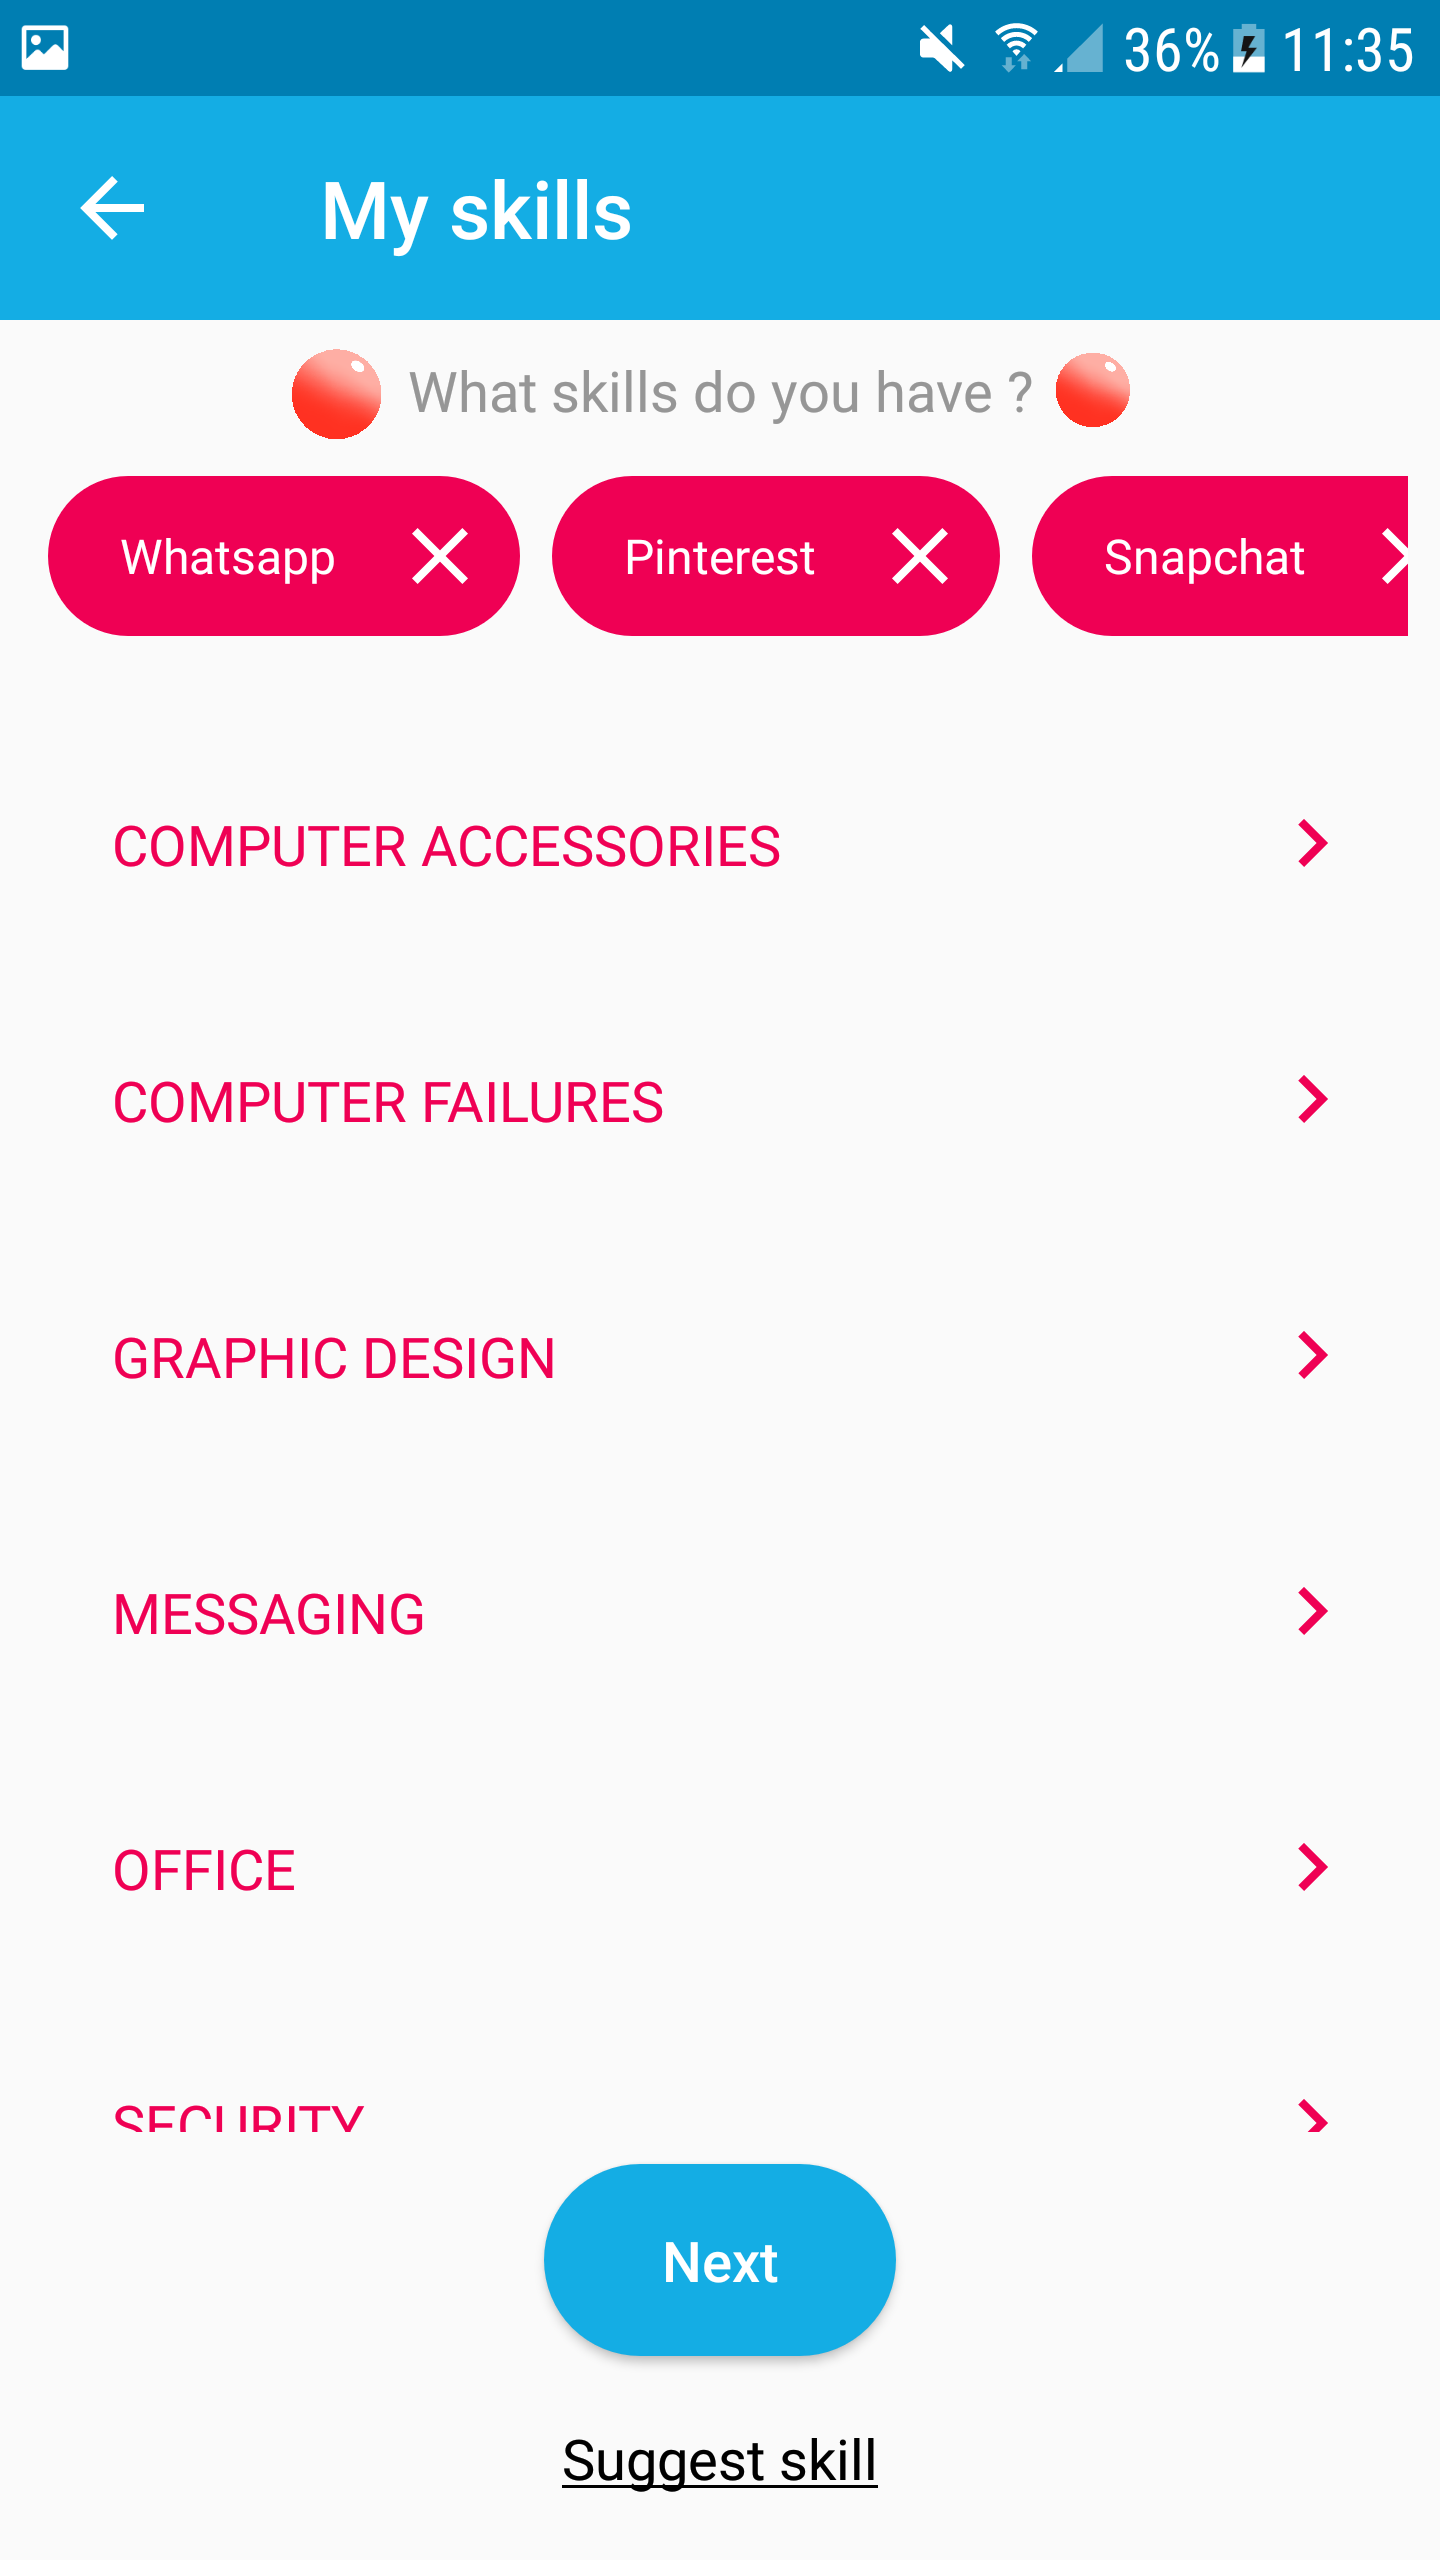 36% 11:35
My skills
What skills do you have ?
Whatsapp Pinterest Snapchat
COMPUTER ACCESSORIES
COMPUTER FAILURES
GRAPHIC DESIGN
MESSAGING
OFFICE
SECURITY
Next
Suggest skill